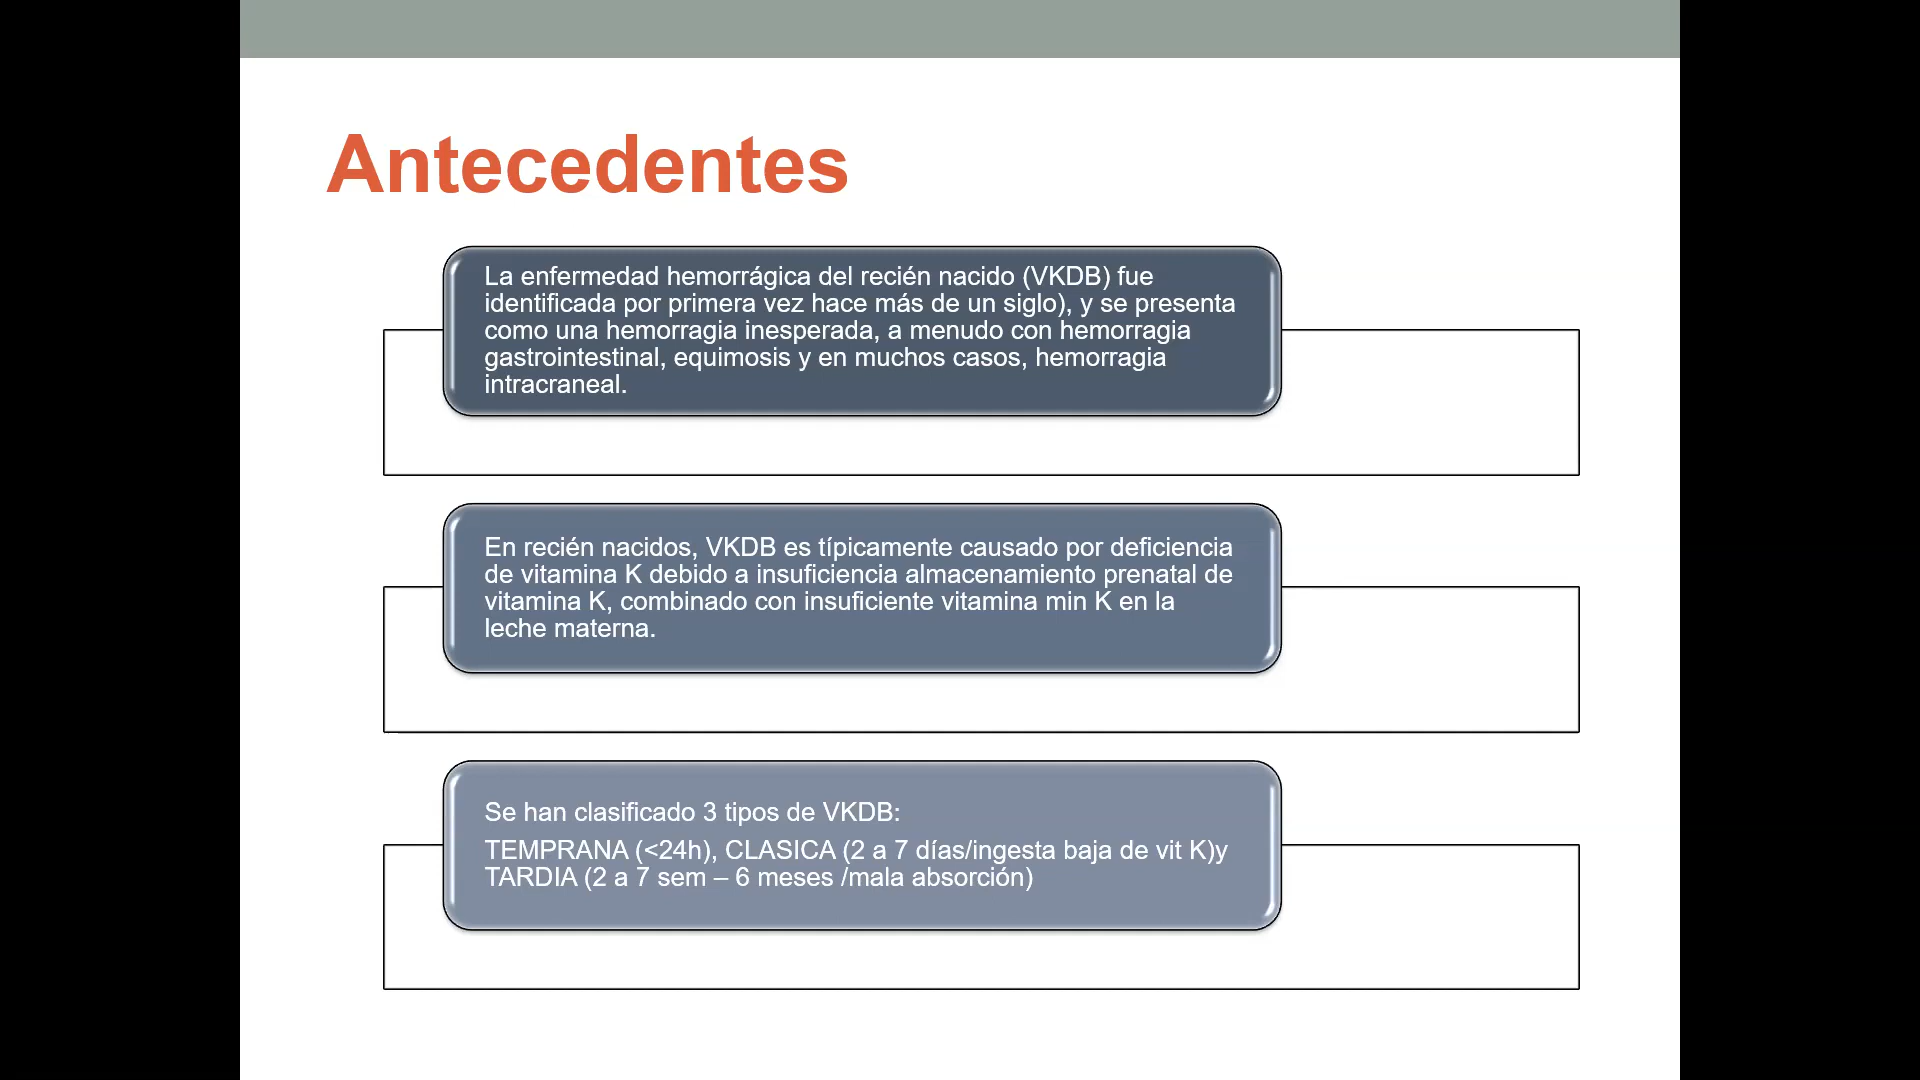 Antecedentes
La enfermedad hemorrágica del recién nacido (VKDB) fue
identificada por primera vez hace más de un siglo), y se presenta
como una hemorragia inesperada, a menudo con hemorragia
gastrointestinal, equimosis y en muchos casos, hemorragia
intracraneal.
En recién nacidos, VKDB es típicamente causado por deficiencia
de vitamina K debido a insuficiencia almacenamiento prenatal de
vitamina K, combinado con insuficiente vitamina min K en la
leche materna.
Se han clasificado 3 tipos de VKDB:
TEMPRANA (<24h), CLASICA (2 a 7 días/ingesta baja de vit K)y
TARDIA (2 a 7 sem – 6 meses /mala absorción)